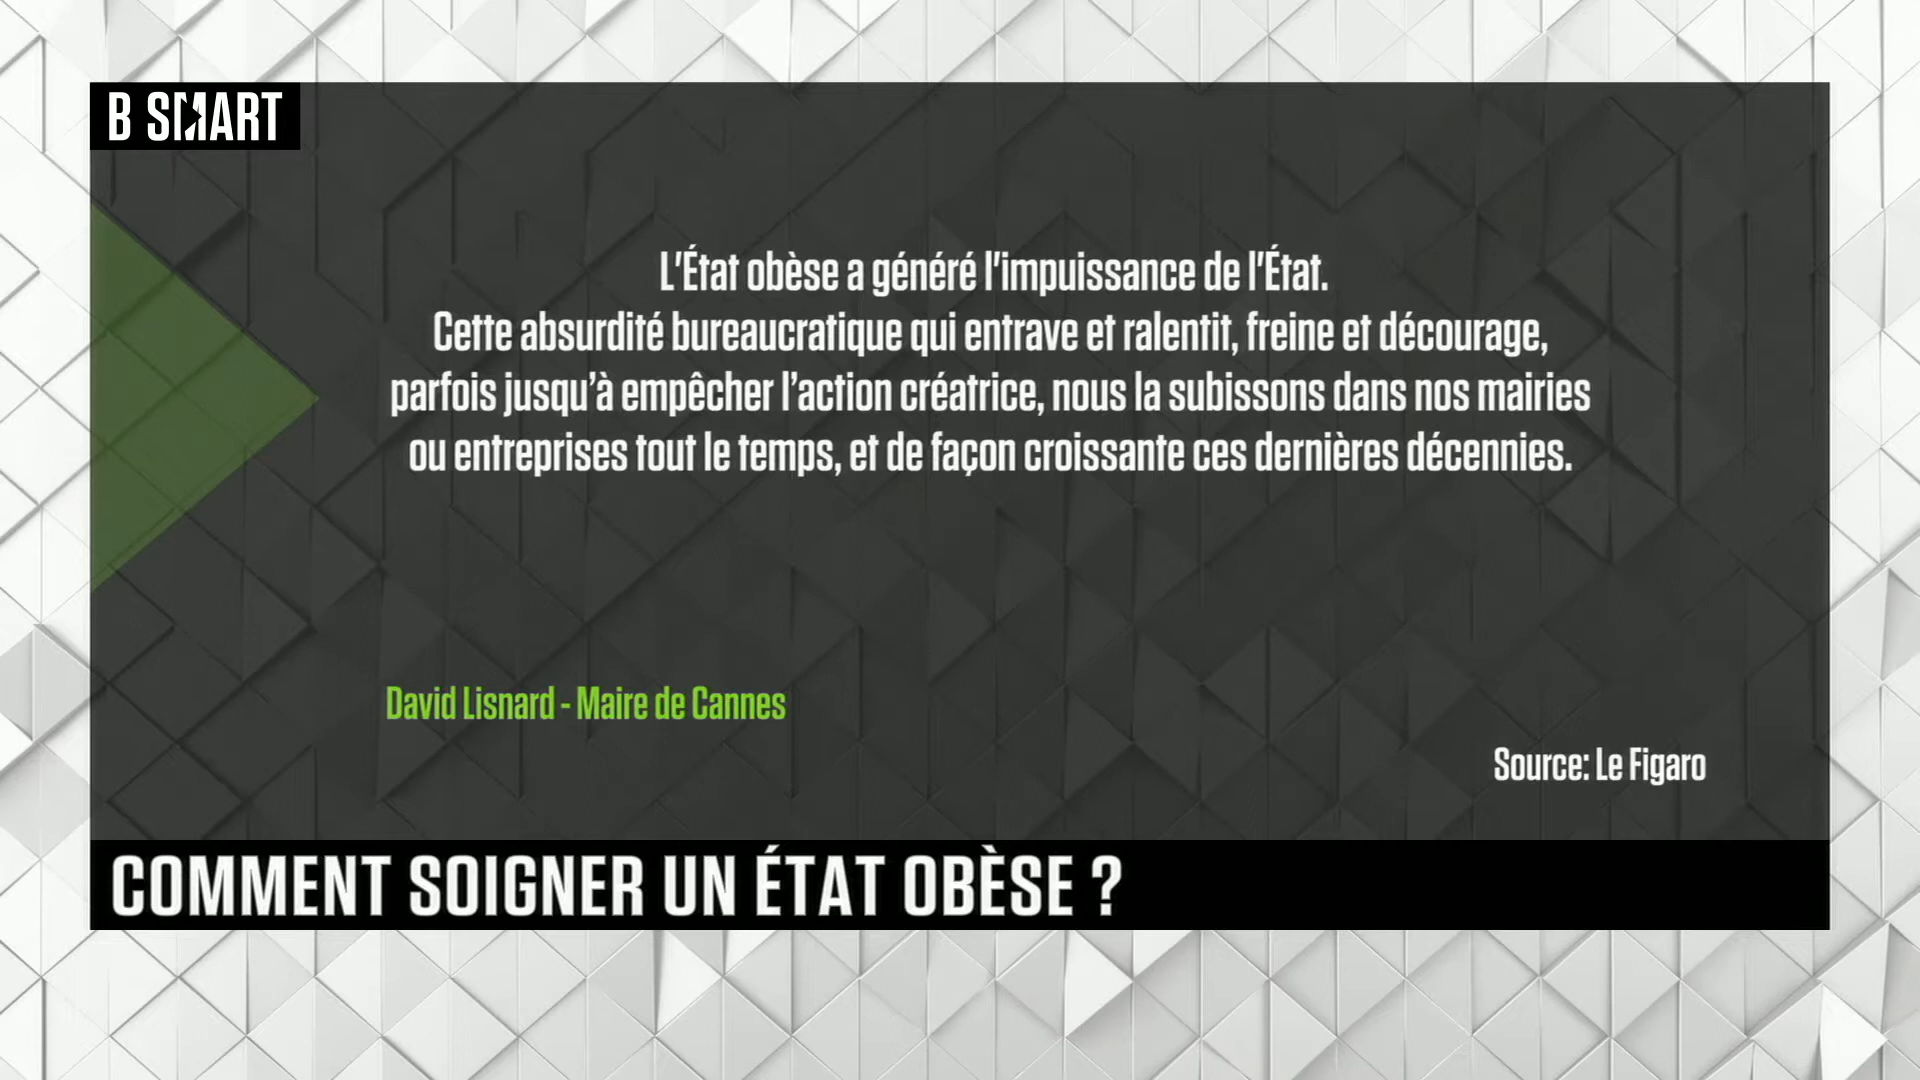 B SMART
L'État obèse a généré l'impuissance de l'État.
Cette absurdité bureaucratique qui entrave et ralentit, freine et décourage,
parfois jusqu’à empêcher l’action créatrice, nous la subissons dans nos mairies
ou entreprises tout le temps, et de façon croissante ces dernières décennies.
David Lisnard - Maire de Cannes
Source: Le Figaro
COMMENT SOIGNER UN ÉTAT OBÈSE ?